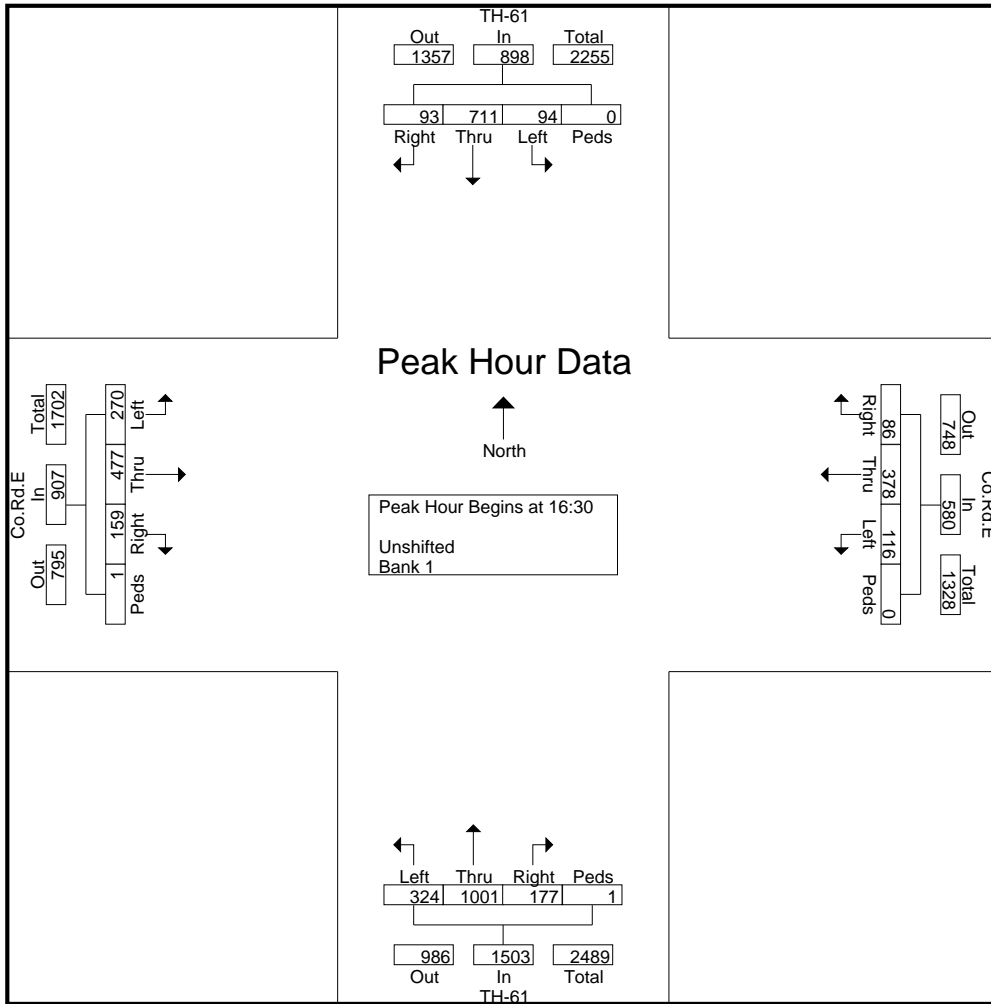 TH-61
Out In Total
1357 898 2255
93 711 94 0
Right Thru Left Peds
Peak Hour Data
North
Peak Hour Begins at 16:30
Unshifted
Bank 1
Co.Rd.E
Total In Out
1702 907 795
270 477 159 1
Left Thru Right Peds
Co.Rd.E
Out In Total
748 580 1328
86 378 116 0
Right Thru Left Peds
Left Thru Right Peds
324 1001 177 1
986 1503 2489
Out In Total
TH-61